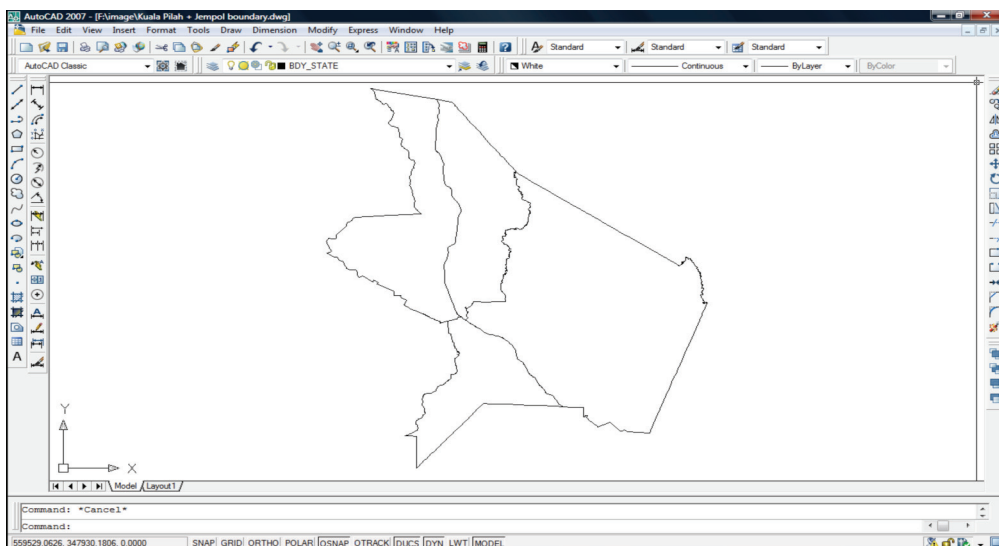 AutoCAD 2007 - [F:\image\Kuala Pilah + Jempol boundary.dwg]
File Edit View Insert Format Tools Draw Dimension Modify Express Window Help
Standard Standard Standard
AutoCAD Classic BDY_STATE White Continuous ByLayer ByColor
A
A
Y
X
Model Layout1
Command: *Cancel*
Command:
559529.0626, 347930.1806, 0.0000 SNAP GRID ORTHO POLAR OSNAP OTRACK DUCS DYN LWT MODEL